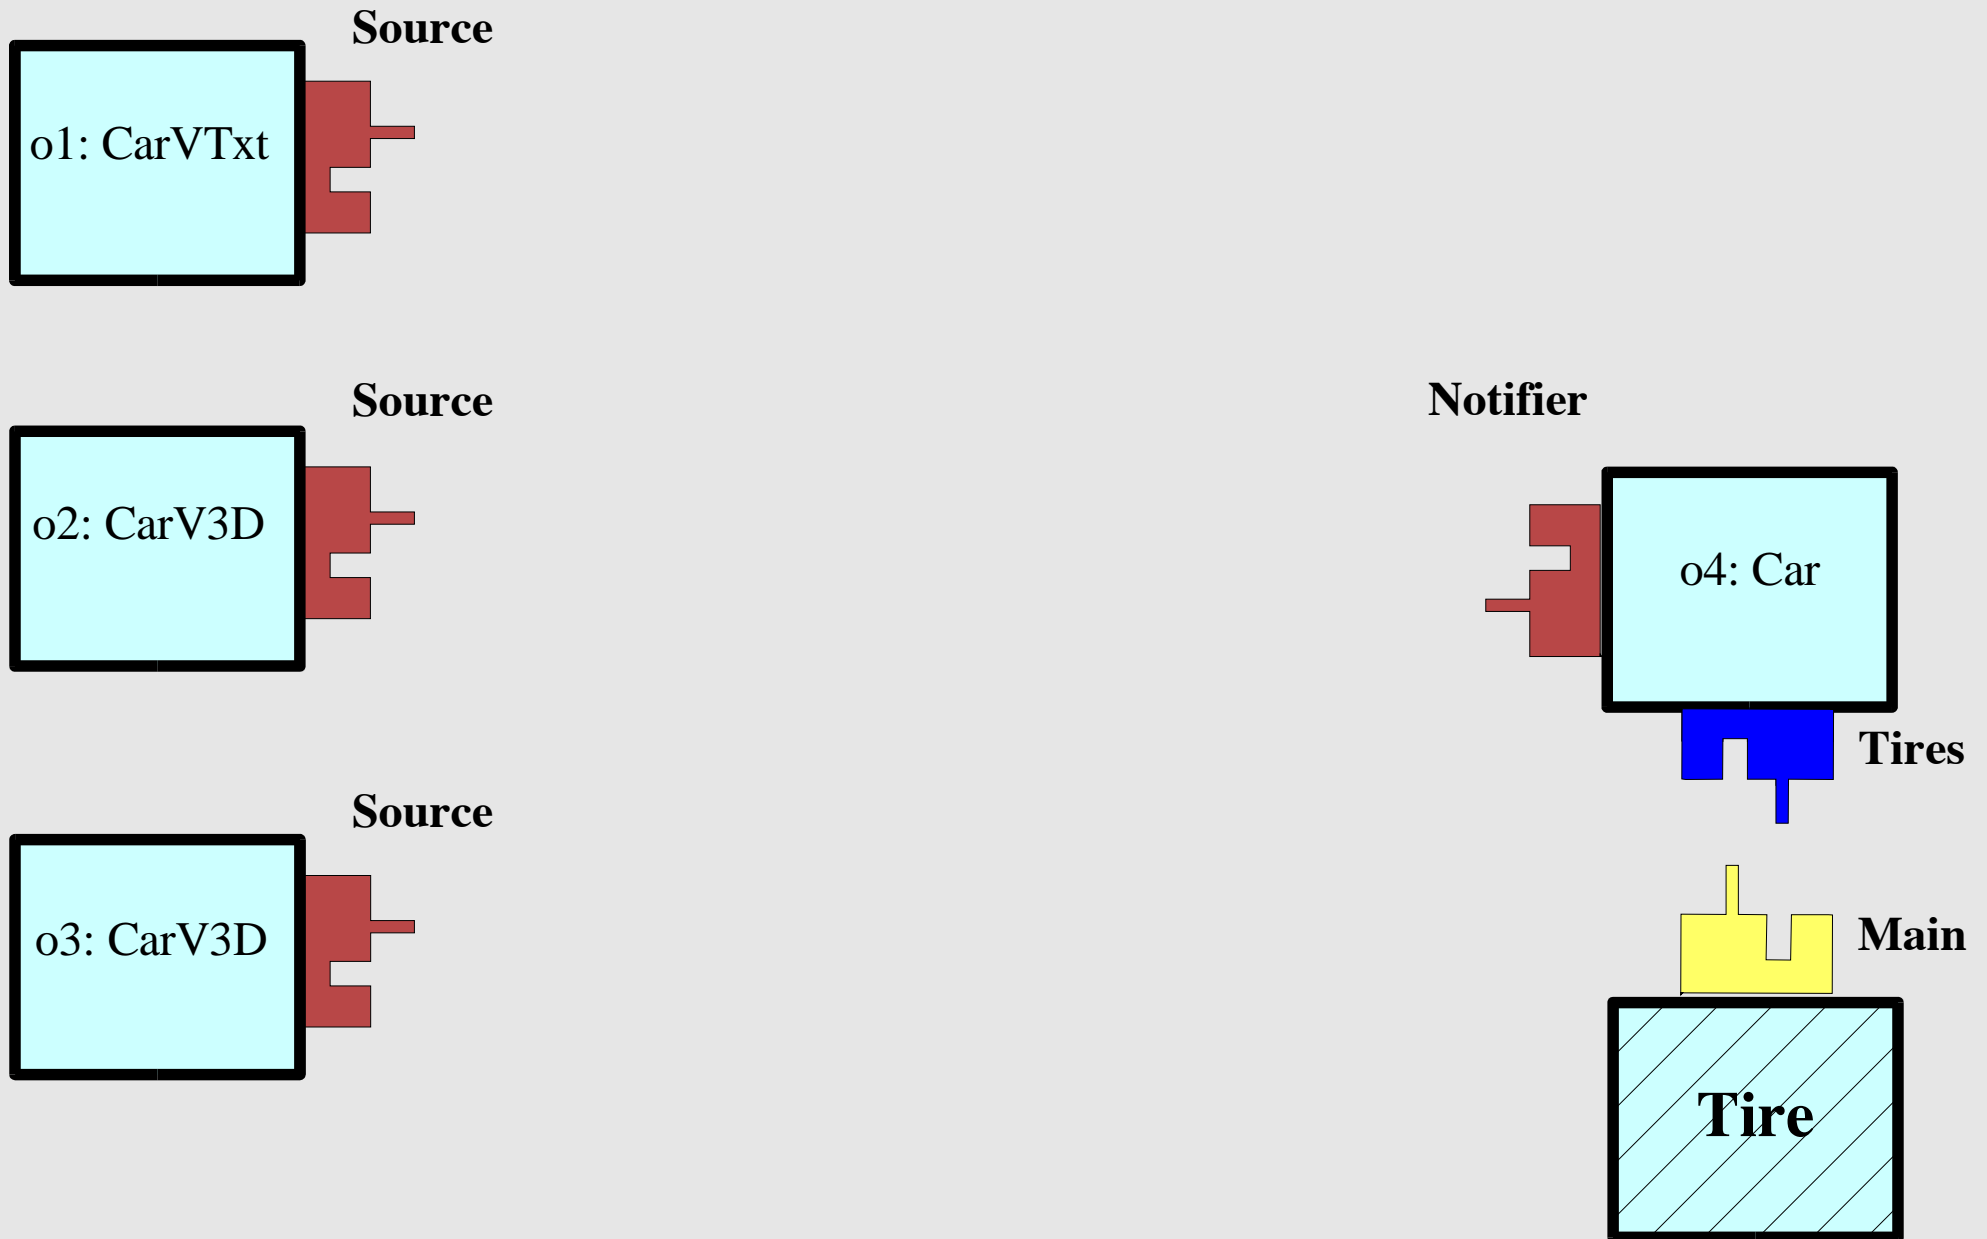 Source
o1: CarVTxt
Source
o2: CarV3D
Source
o3: CarV3D
Notifier
o4: Car
Tires
Main
Tire